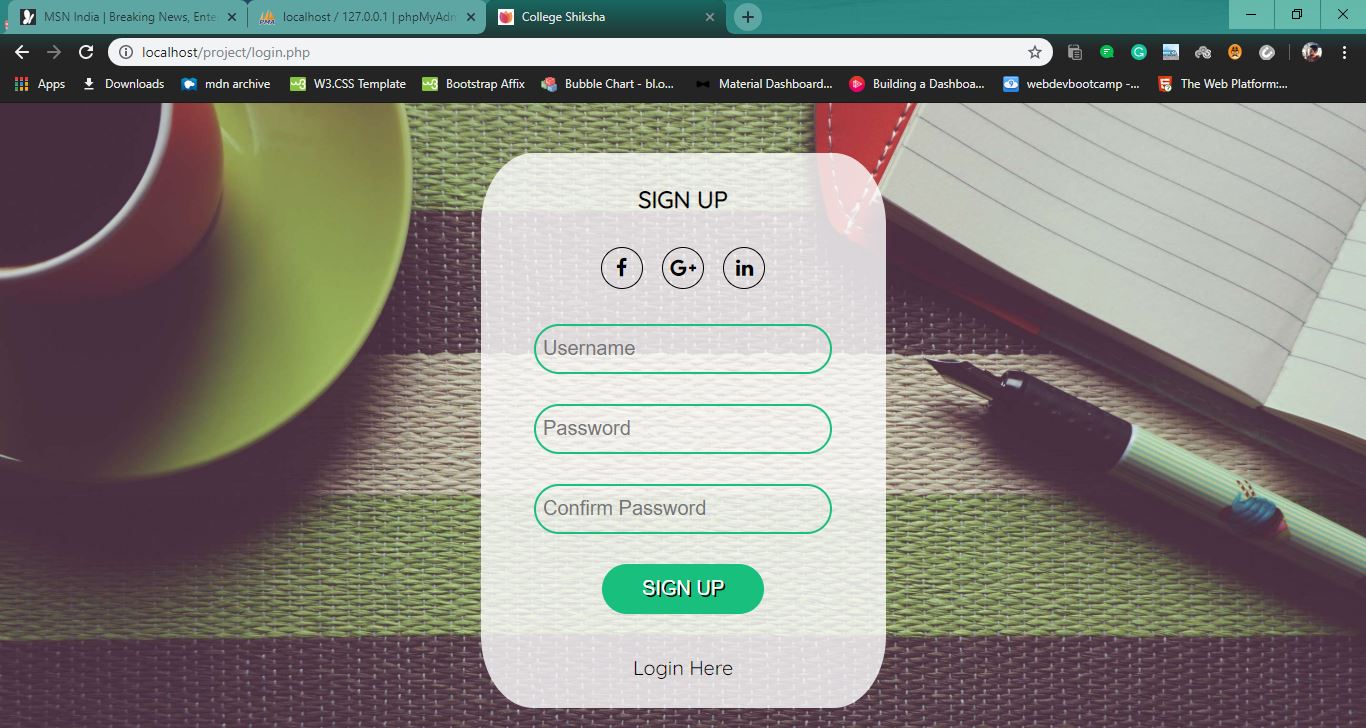 MSN India | Breaking News, Ente
localhost / 127.0.0.1 | phpMyAdm
College Shiksha
localhost/project/login.php
Apps
Downloads
mdn archive
W3.CSS Template
Bootstrap Affix
Bubble Chart - bl.o...
Material Dashboard...
Building a Dashboa...
webdevbootcamp -...
The Web Platform:...
SIGN UP
f G+ in
Username
Password
Confirm Password
SIGN UP
Login Here